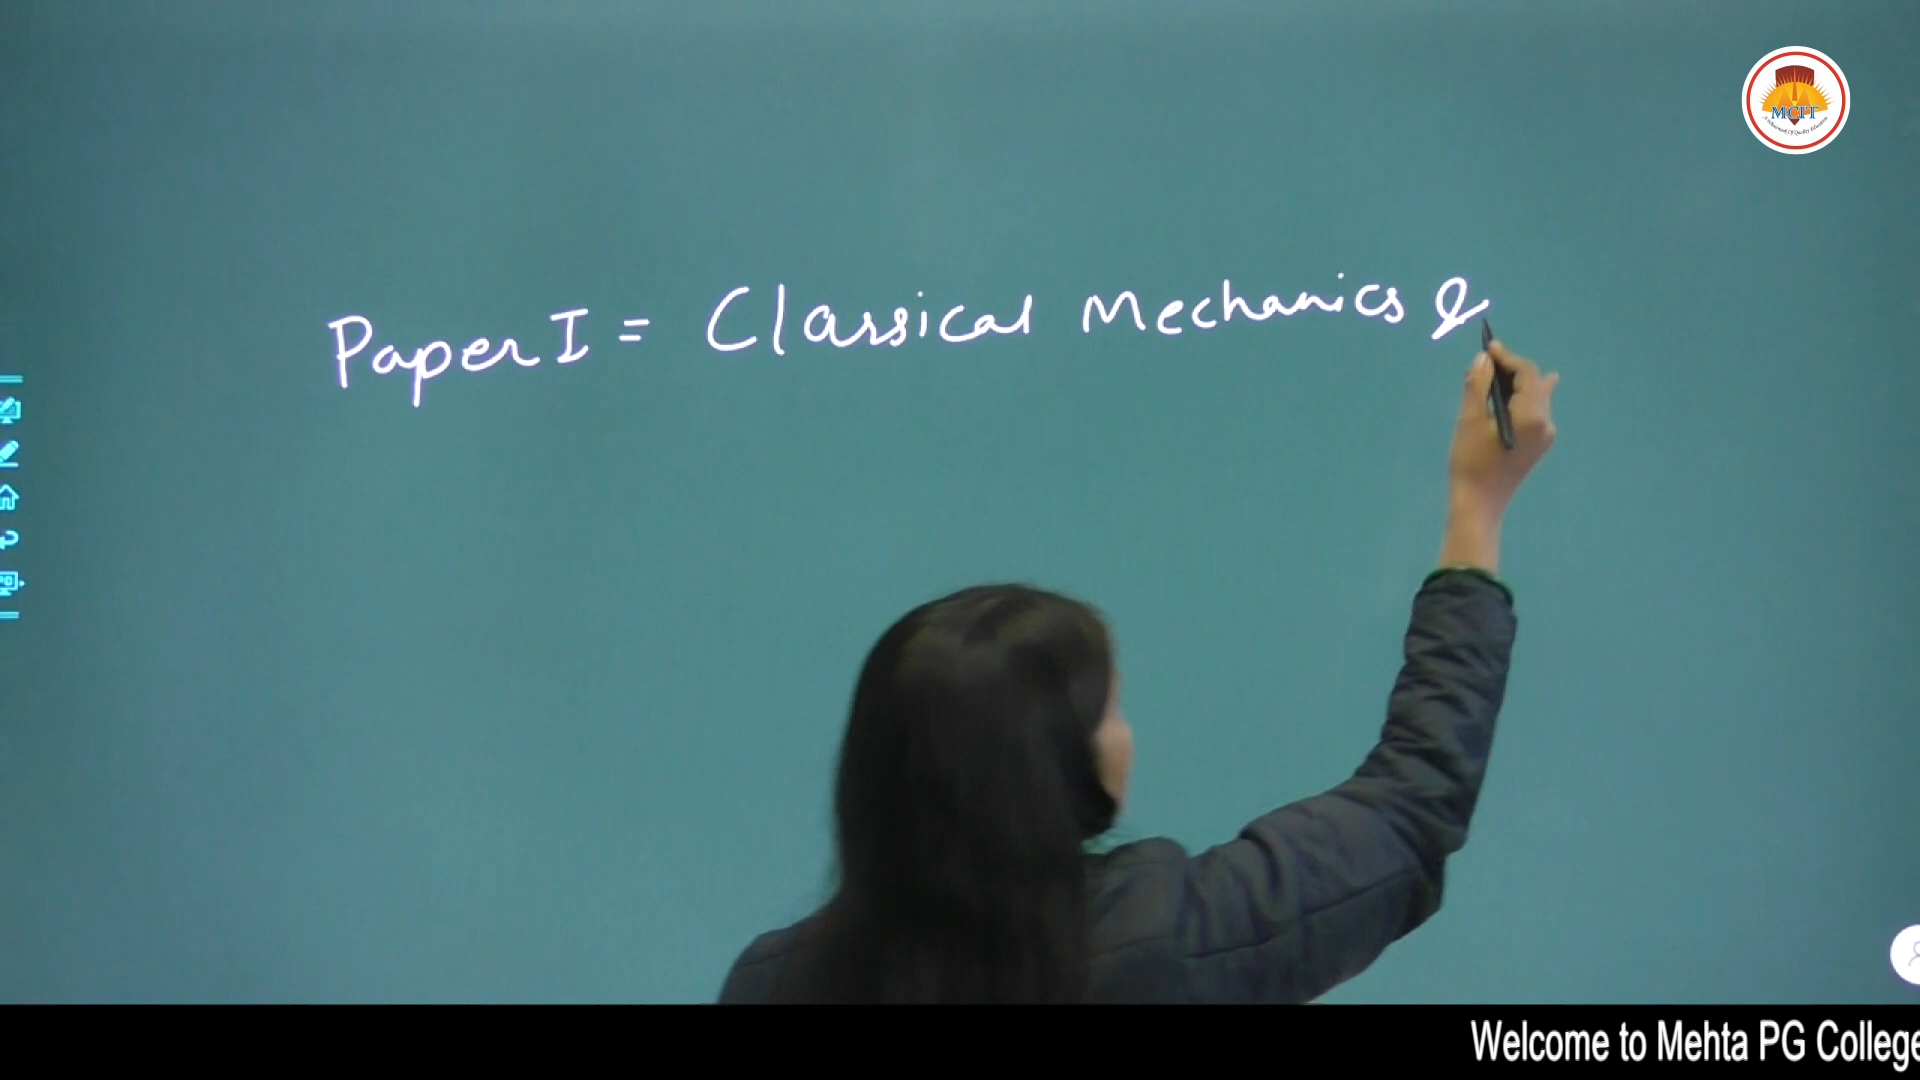 MCIT
Paper I = Classical Mechanics &
Welcome to Mehta PG College